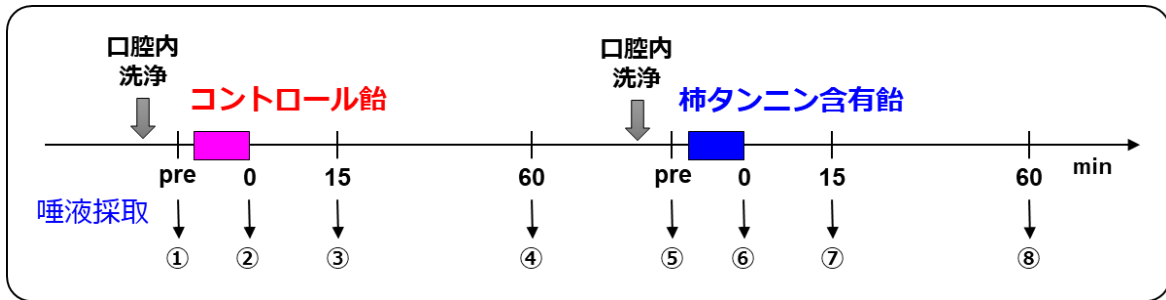 口腔内
洗浄
コントロール飴
口腔内
洗浄
柿タンニン含有飴
pre 0 15 60 pre 0 15 60 min
唾液採取
① ② ③ ④ ⑤ ⑥ ⑦ ⑧